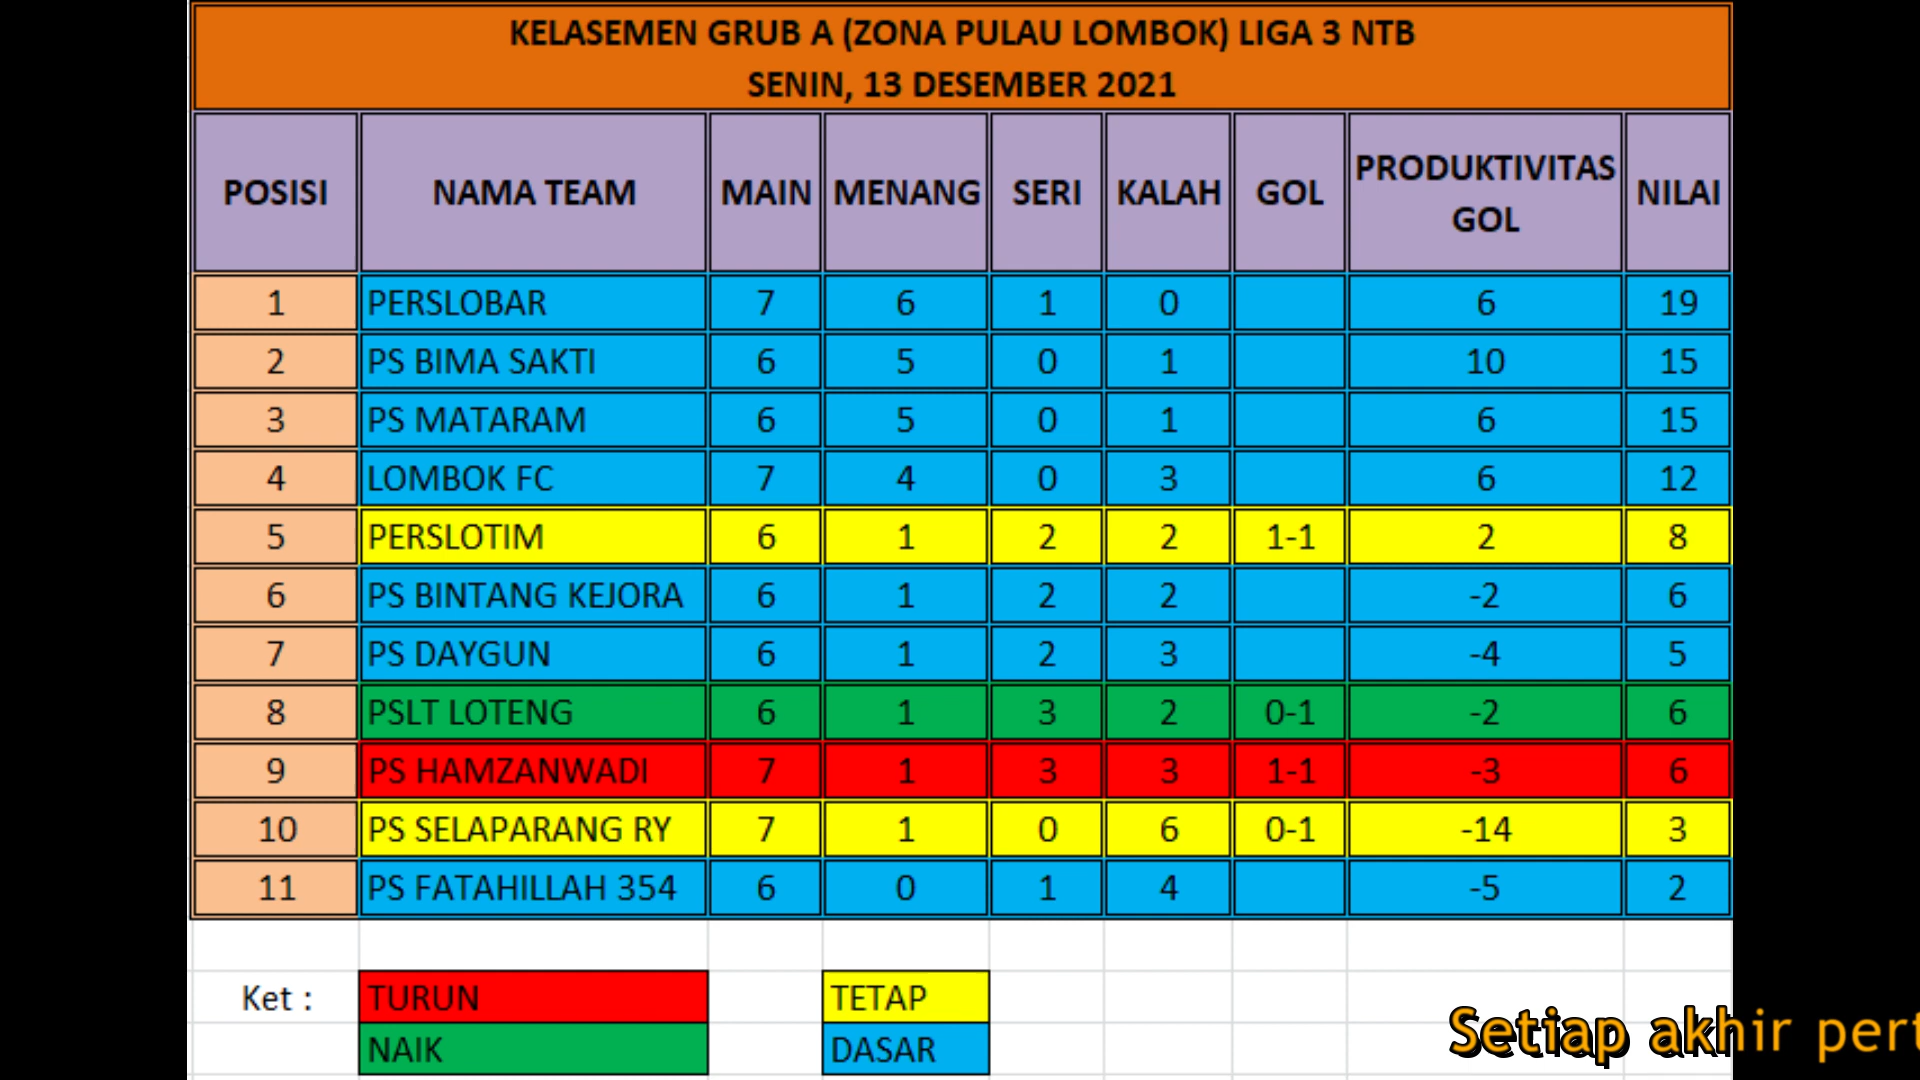 KELASEMEN GRUB A (ZONA PULAU LOMBOK) LIGA 3 NTB
SENIN, 13 DESEMBER 2021
POSISI NAMA TEAM MAIN MENANG SERI KALAH GOL PRODUKTIVITAS GOL NILAI
1 PERSLOBAR 7 6 1 0 6 19
2 PS BIMA SAKTI 6 5 0 1 10 15
3 PS MATARAM 6 5 0 1 6 15
4 LOMBOK FC 7 4 0 3 6 12
5 PERSLOTIM 6 1 2 2 1-1 2 8
6 PS BINTANG KEJORA 6 1 2 2 -2 6
7 PS DAYGUN 6 1 2 3 -4 5
8 PSLT LOTENG 6 1 3 2 0-1 -2 6
9 PS HAMZANWADI 7 1 3 3 1-1 -3 6
10 PS SELAPARANG RY 7 1 0 6 0-1 -14 3
11 PS FATAHILLAH 354 6 0 1 4 -5 2
Ket : TURUN TETAP
NAIK DASAR
Setiap akhir pert